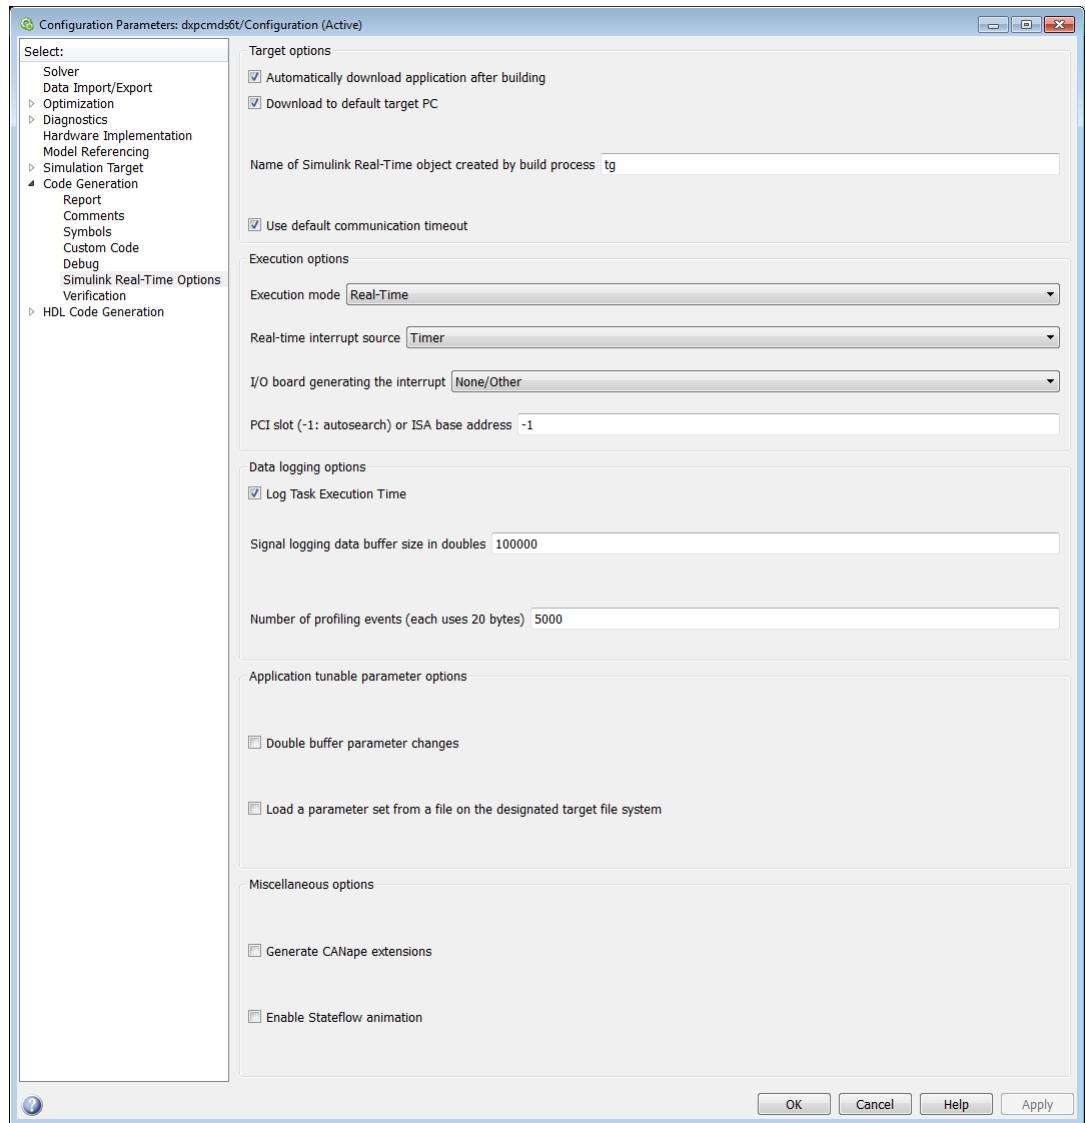 Configuration Parameters: dxpcmds6t/Configuration (Active)
Select:
Solver
Data Import/Export
Optimization
Diagnostics
Hardware Implementation
Model Referencing
Simulation Target
Code Generation
Report
Comments
Symbols
Custom Code
Debug
Simulink Real-Time Options
Verification
HDL Code Generation
Target options
Automatically download application after building
Download to default target PC
Name of Simulink Real-Time object created by build process tg
Use default communication timeout
Execution options
Execution mode Real-Time
Real-time interrupt source Timer
I/O board generating the interrupt None/Other
PCI slot (-1: autosearch) or ISA base address -1
Data logging options
Log Task Execution Time
Signal logging data buffer size in doubles 100000
Number of profiling events (each uses 20 bytes) 5000
Application tunable parameter options
Double buffer parameter changes
Load a parameter set from a file on the designated target file system
Miscellaneous options
Generate CANape extensions
Enable Stateflow animation
? OK Cancel Help Apply